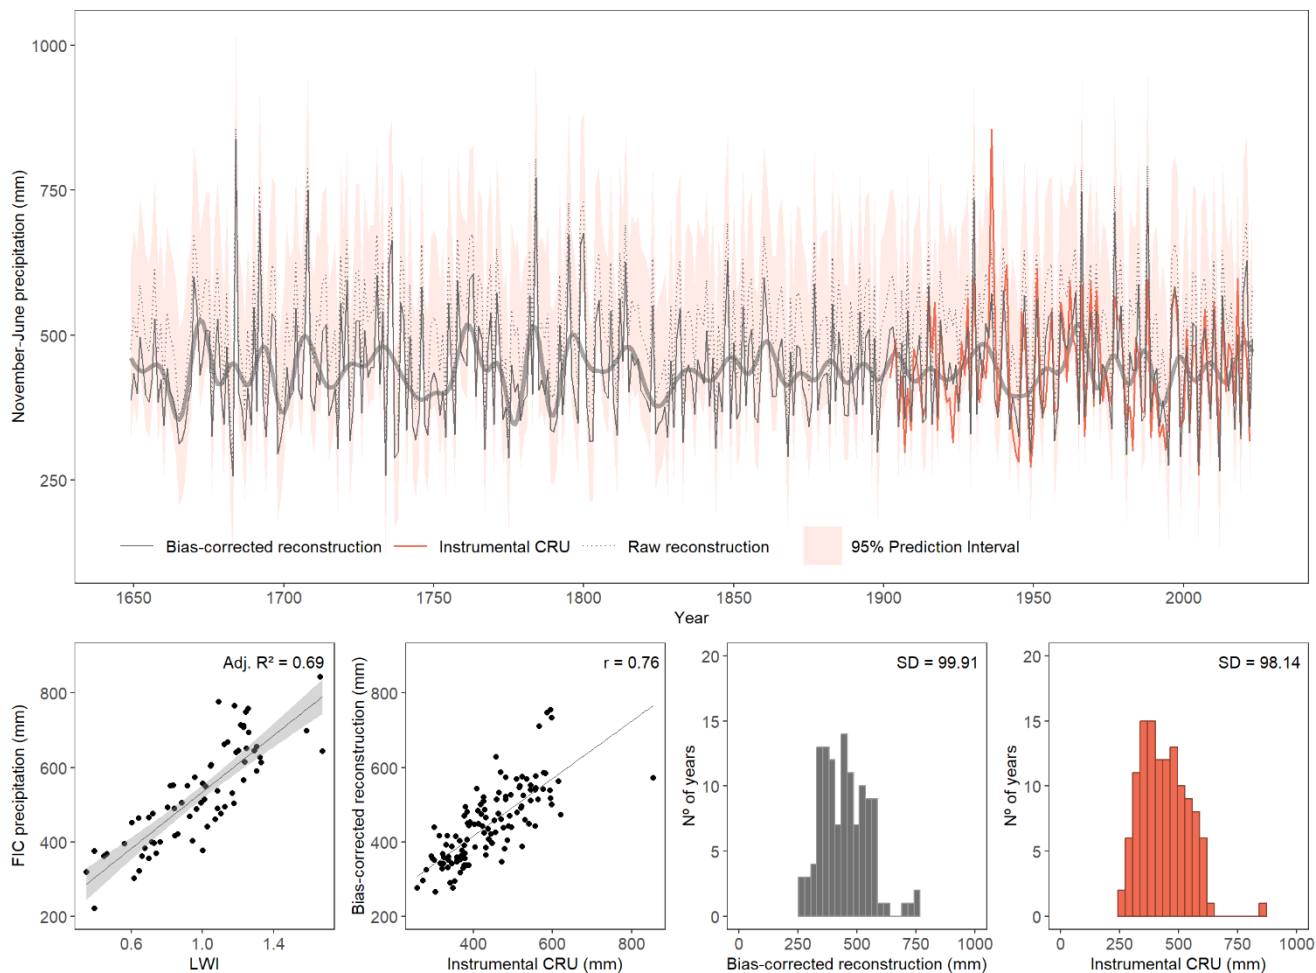 November-June precipitation (mm)
1000
750
500
250
Bias-corrected reconstruction
Instrumental CRU
Raw reconstruction
95% Prediction Interval
1650 1700 1750 1800 1850 1900 1950 2000
Year
FIC precipitation (mm)
800
600
400
200
Adj. R² = 0.69
0.6 1.0 1.4
LWI
Bias-corrected reconstruction (mm)
800
600
400
200
r = 0.76
400 600 800
Instrumental CRU (mm)
Nº of years
20
15
10
5
0
SD = 99.91
0 250 500 750 1000
Bias-corrected reconstruction (mm)
Nº of years
20
15
10
5
0
SD = 98.14
0 250 500 750 1000
Instrumental CRU (mm)